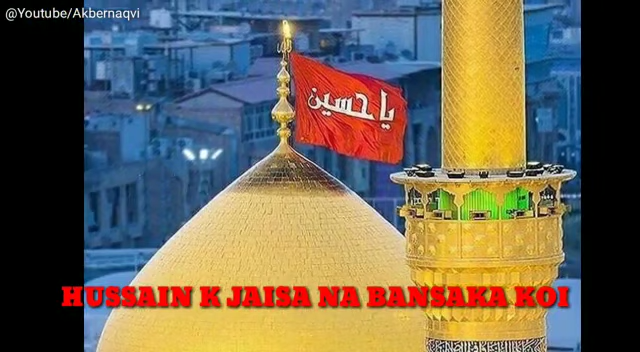 @Youtube/Akbernaqvi
يا حسين
HUSSAIN K JAISA NA BANSAKA KOI